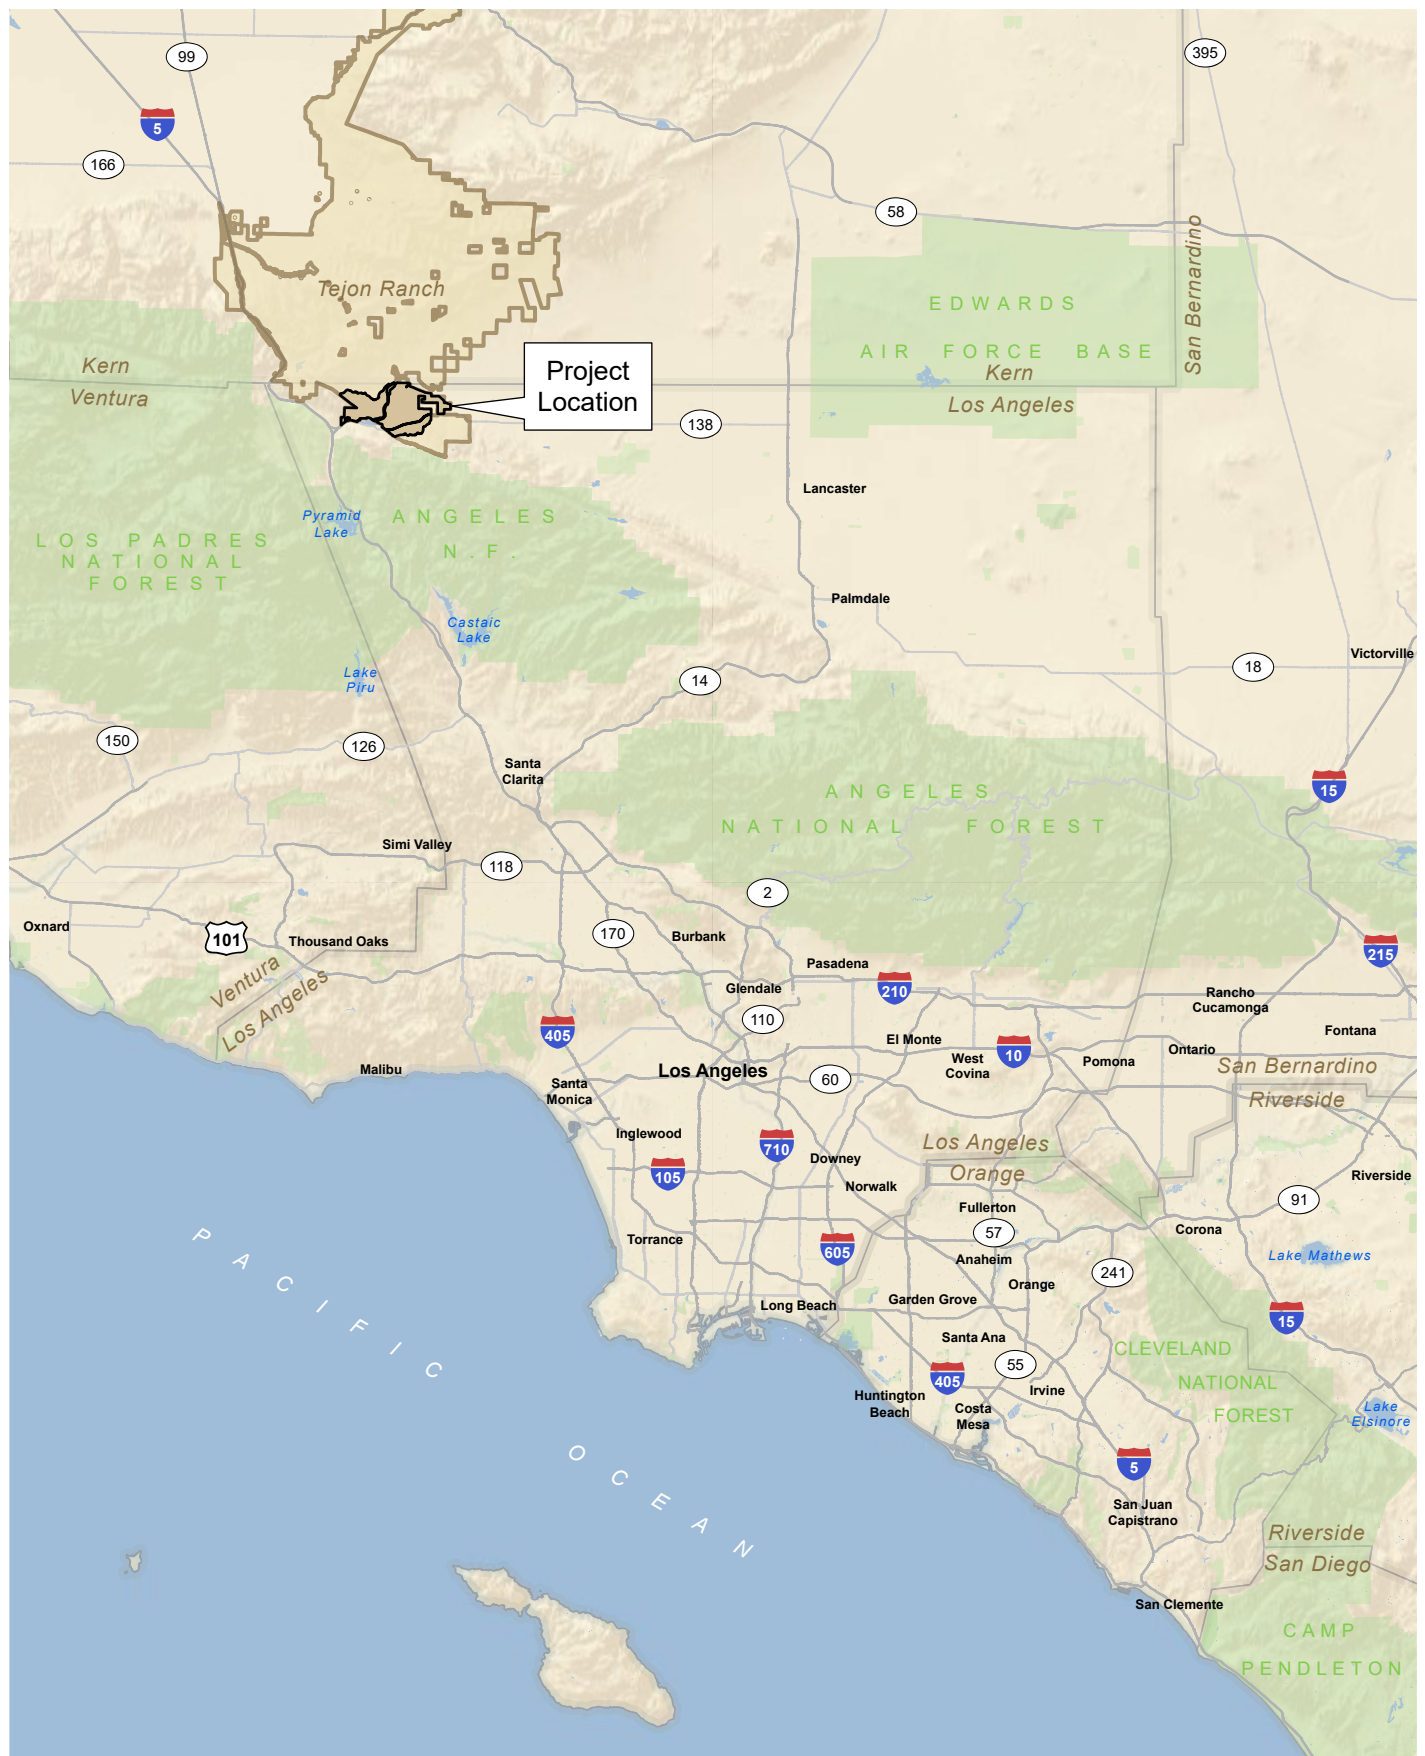 99
395
5
166
58
San Bernardino
Tejon Ranch
EDWARDS
AIR FORCE BASE
Kern
Ventura
Project
Location
Kern
Los Angeles
138
Lancaster
Pyramid
Lake
ANGELES
N.F.
LOS PADRES
NATIONAL
FOREST
Palmdale
Castaic
Lake
Victorville
18
Lake
Piru
14
150
126
Santa
Clarita
15
ANGELES
NATIONAL FOREST
Simi Valley
118
2
Oxnard
101
Thousand Oaks
170
Burbank
215
Pasadena
Ventura
Los Angeles
Glendale
210
Rancho
Cucamonga
405
110
El Monte
10
Fontana
West
Covina
Pomona
Ontario
Malibu
Los Angeles
60
San Bernardino
Riverside
Santa
Monica
Inglewood
710
Los Angeles
Orange
Downey
105
Norwalk
Riverside
91
Fullerton
57
Corona
Torrance
605
Anaheim
Lake Mathews
PACIFIC
241
Orange
Long Beach
Garden Grove
15
Santa Ana
CLEVELAND
NATIONAL
FOREST
55
405
Irvine
Huntington
Beach
Costa
Mesa
Lake
Elsinore
OCEAN
5
San Juan
Capistrano
Riverside
San Diego
San Clemente
CAMP
PENDLETON